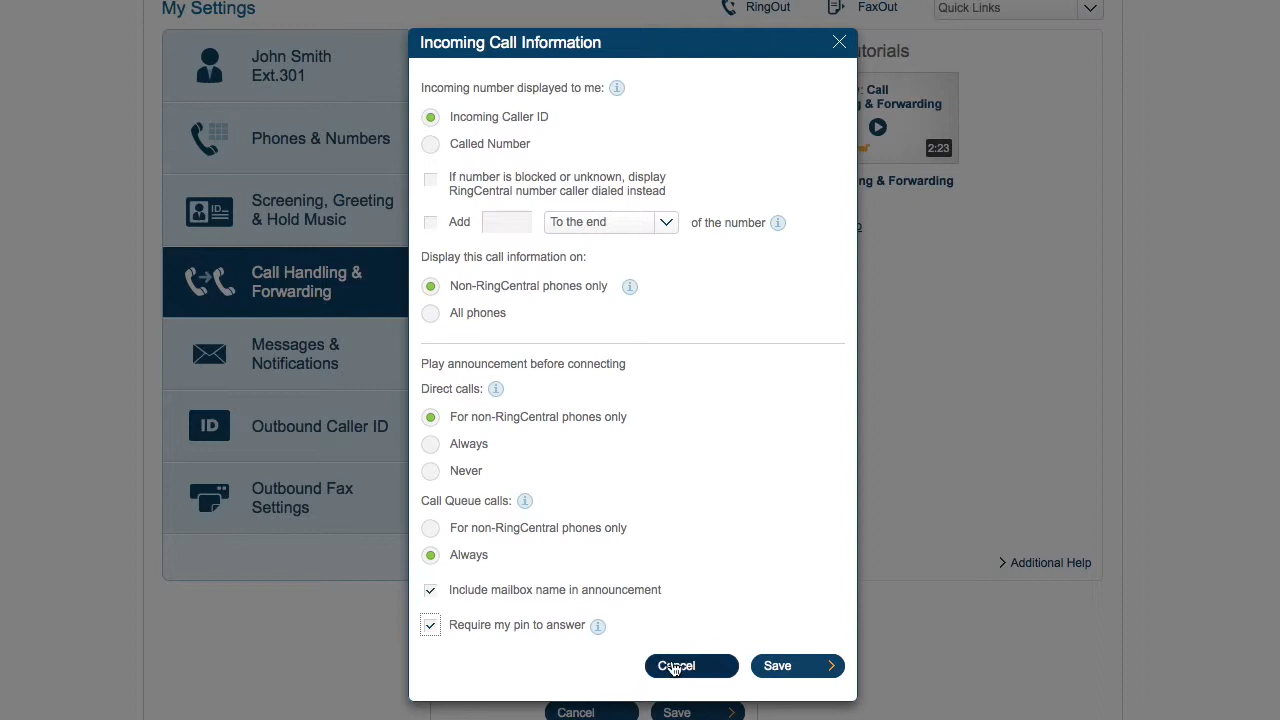 My Settings
RingOut
FaxOut
Quick Links
John Smith
Ext.301
Phones & Numbers
Screening, Greeting
& Hold Music
Call Handling &
Forwarding
Messages &
Notifications
Outbound Caller ID
ID
Outbound Fax
Settings
Incoming Call Information
Incoming number displayed to me:
Incoming Caller ID
Called Number
If number is blocked or unknown, display
RingCentral number caller dialed instead
Add To the end of the number
Display this call information on:
Non-RingCentral phones only
All phones
Play announcement before connecting
Direct calls:
For non-RingCentral phones only
Always
Never
Call Queue calls:
For non-RingCentral phones only
Always
Include mailbox name in announcement
Require my pin to answer
Cancel
Save
utorials
: Call
g & Forwarding
2:23
ng & Forwarding
Additional Help
Cancel
Save